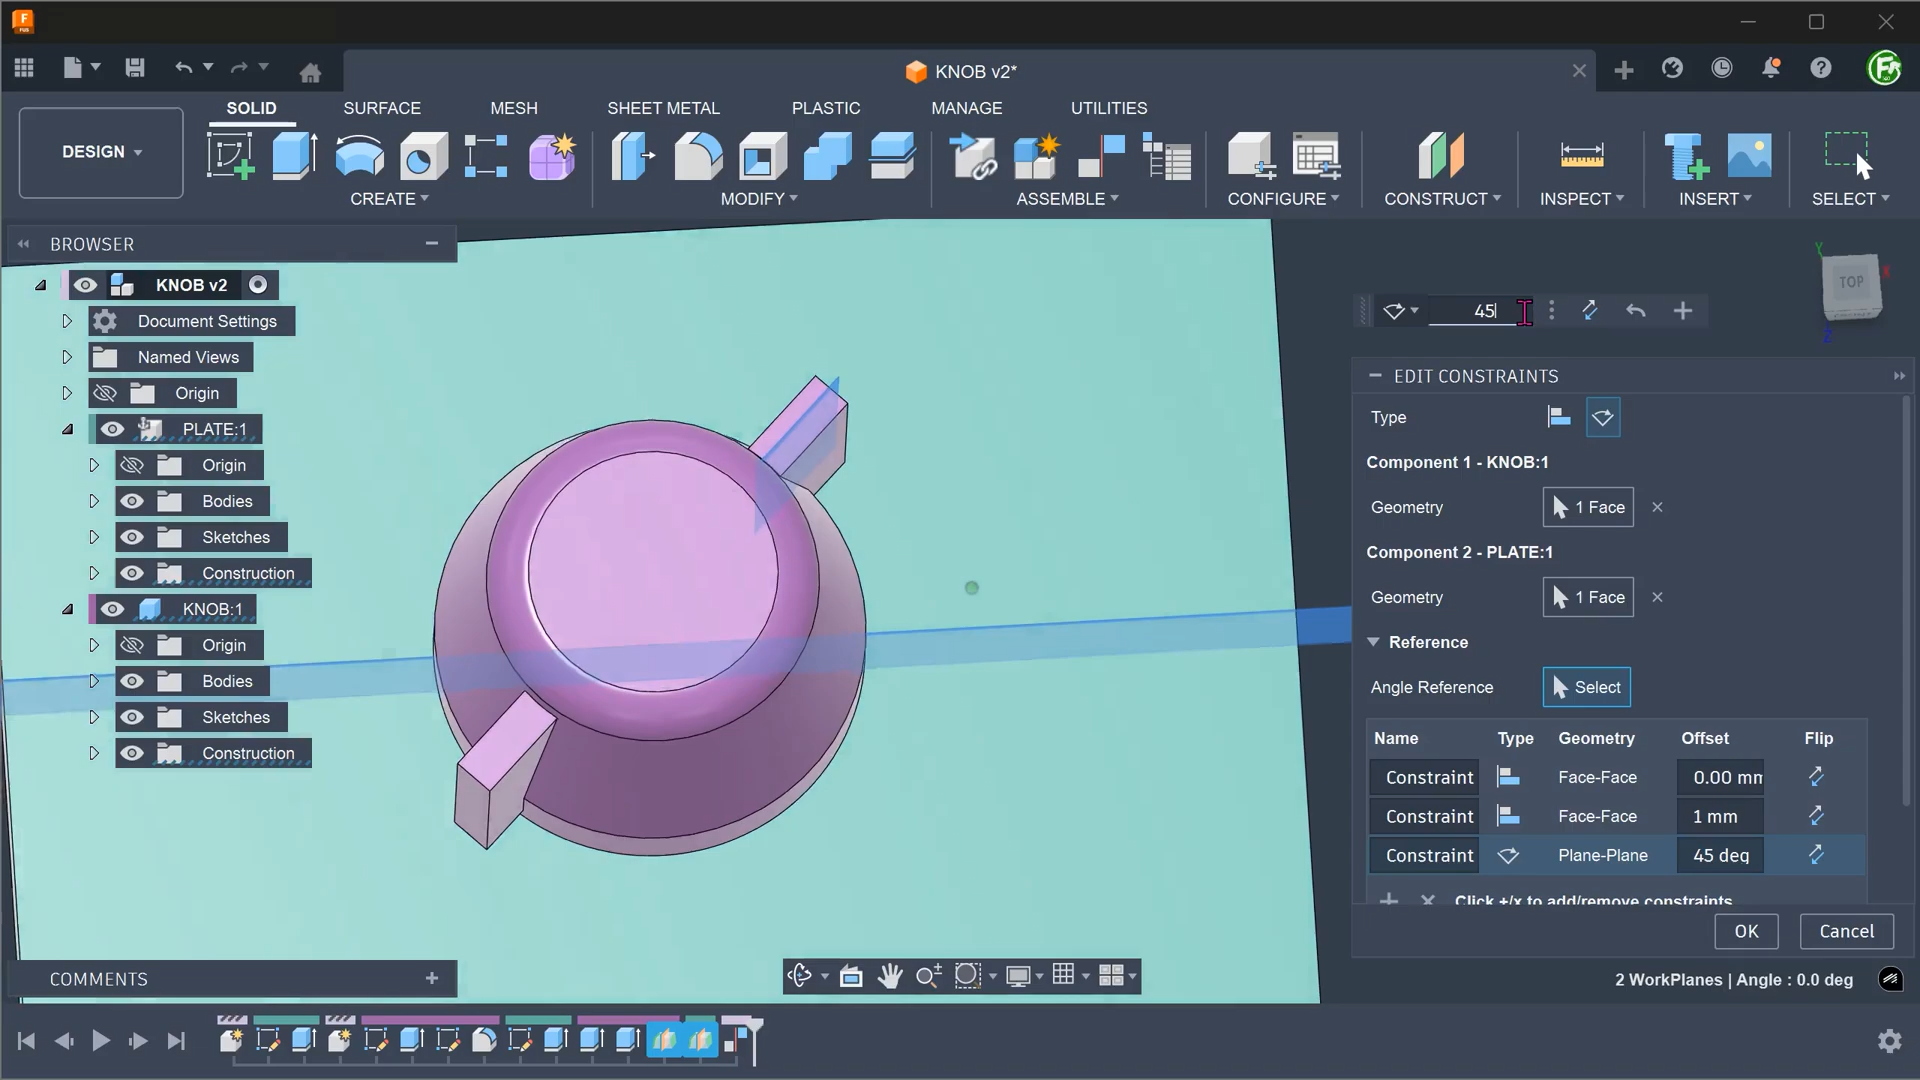 F
FUS
KNOB v2*
DESIGN
SOLID
SURFACE
MESH
SHEET METAL
PLASTIC
MANAGE
UTILITIES
CREATE
MODIFY
ASSEMBLE
CONFIGURE
CONSTRUCT
INSPECT
INSERT
SELECT
BROWSER
KNOB v2
Document Settings
Named Views
Origin
PLATE:1
Origin
Bodies
Sketches
Construction
KNOB:1
Origin
Bodies
Sketches
Construction
Y
X
Z
TOP
45
EDIT CONSTRAINTS
Type
Component 1 - KNOB:1
Geometry 1 Face
Component 2 - PLATE:1
Geometry 1 Face
Reference
Angle Reference Select
Name Type Geometry Offset Flip
Constraint Face-Face 0.00 mm
Constraint Face-Face 1 mm
Constraint Plane-Plane 45 deg
Click +/x to add/remove constraints
OK Cancel
COMMENTS
2 WorkPlanes | Angle : 0.0 deg